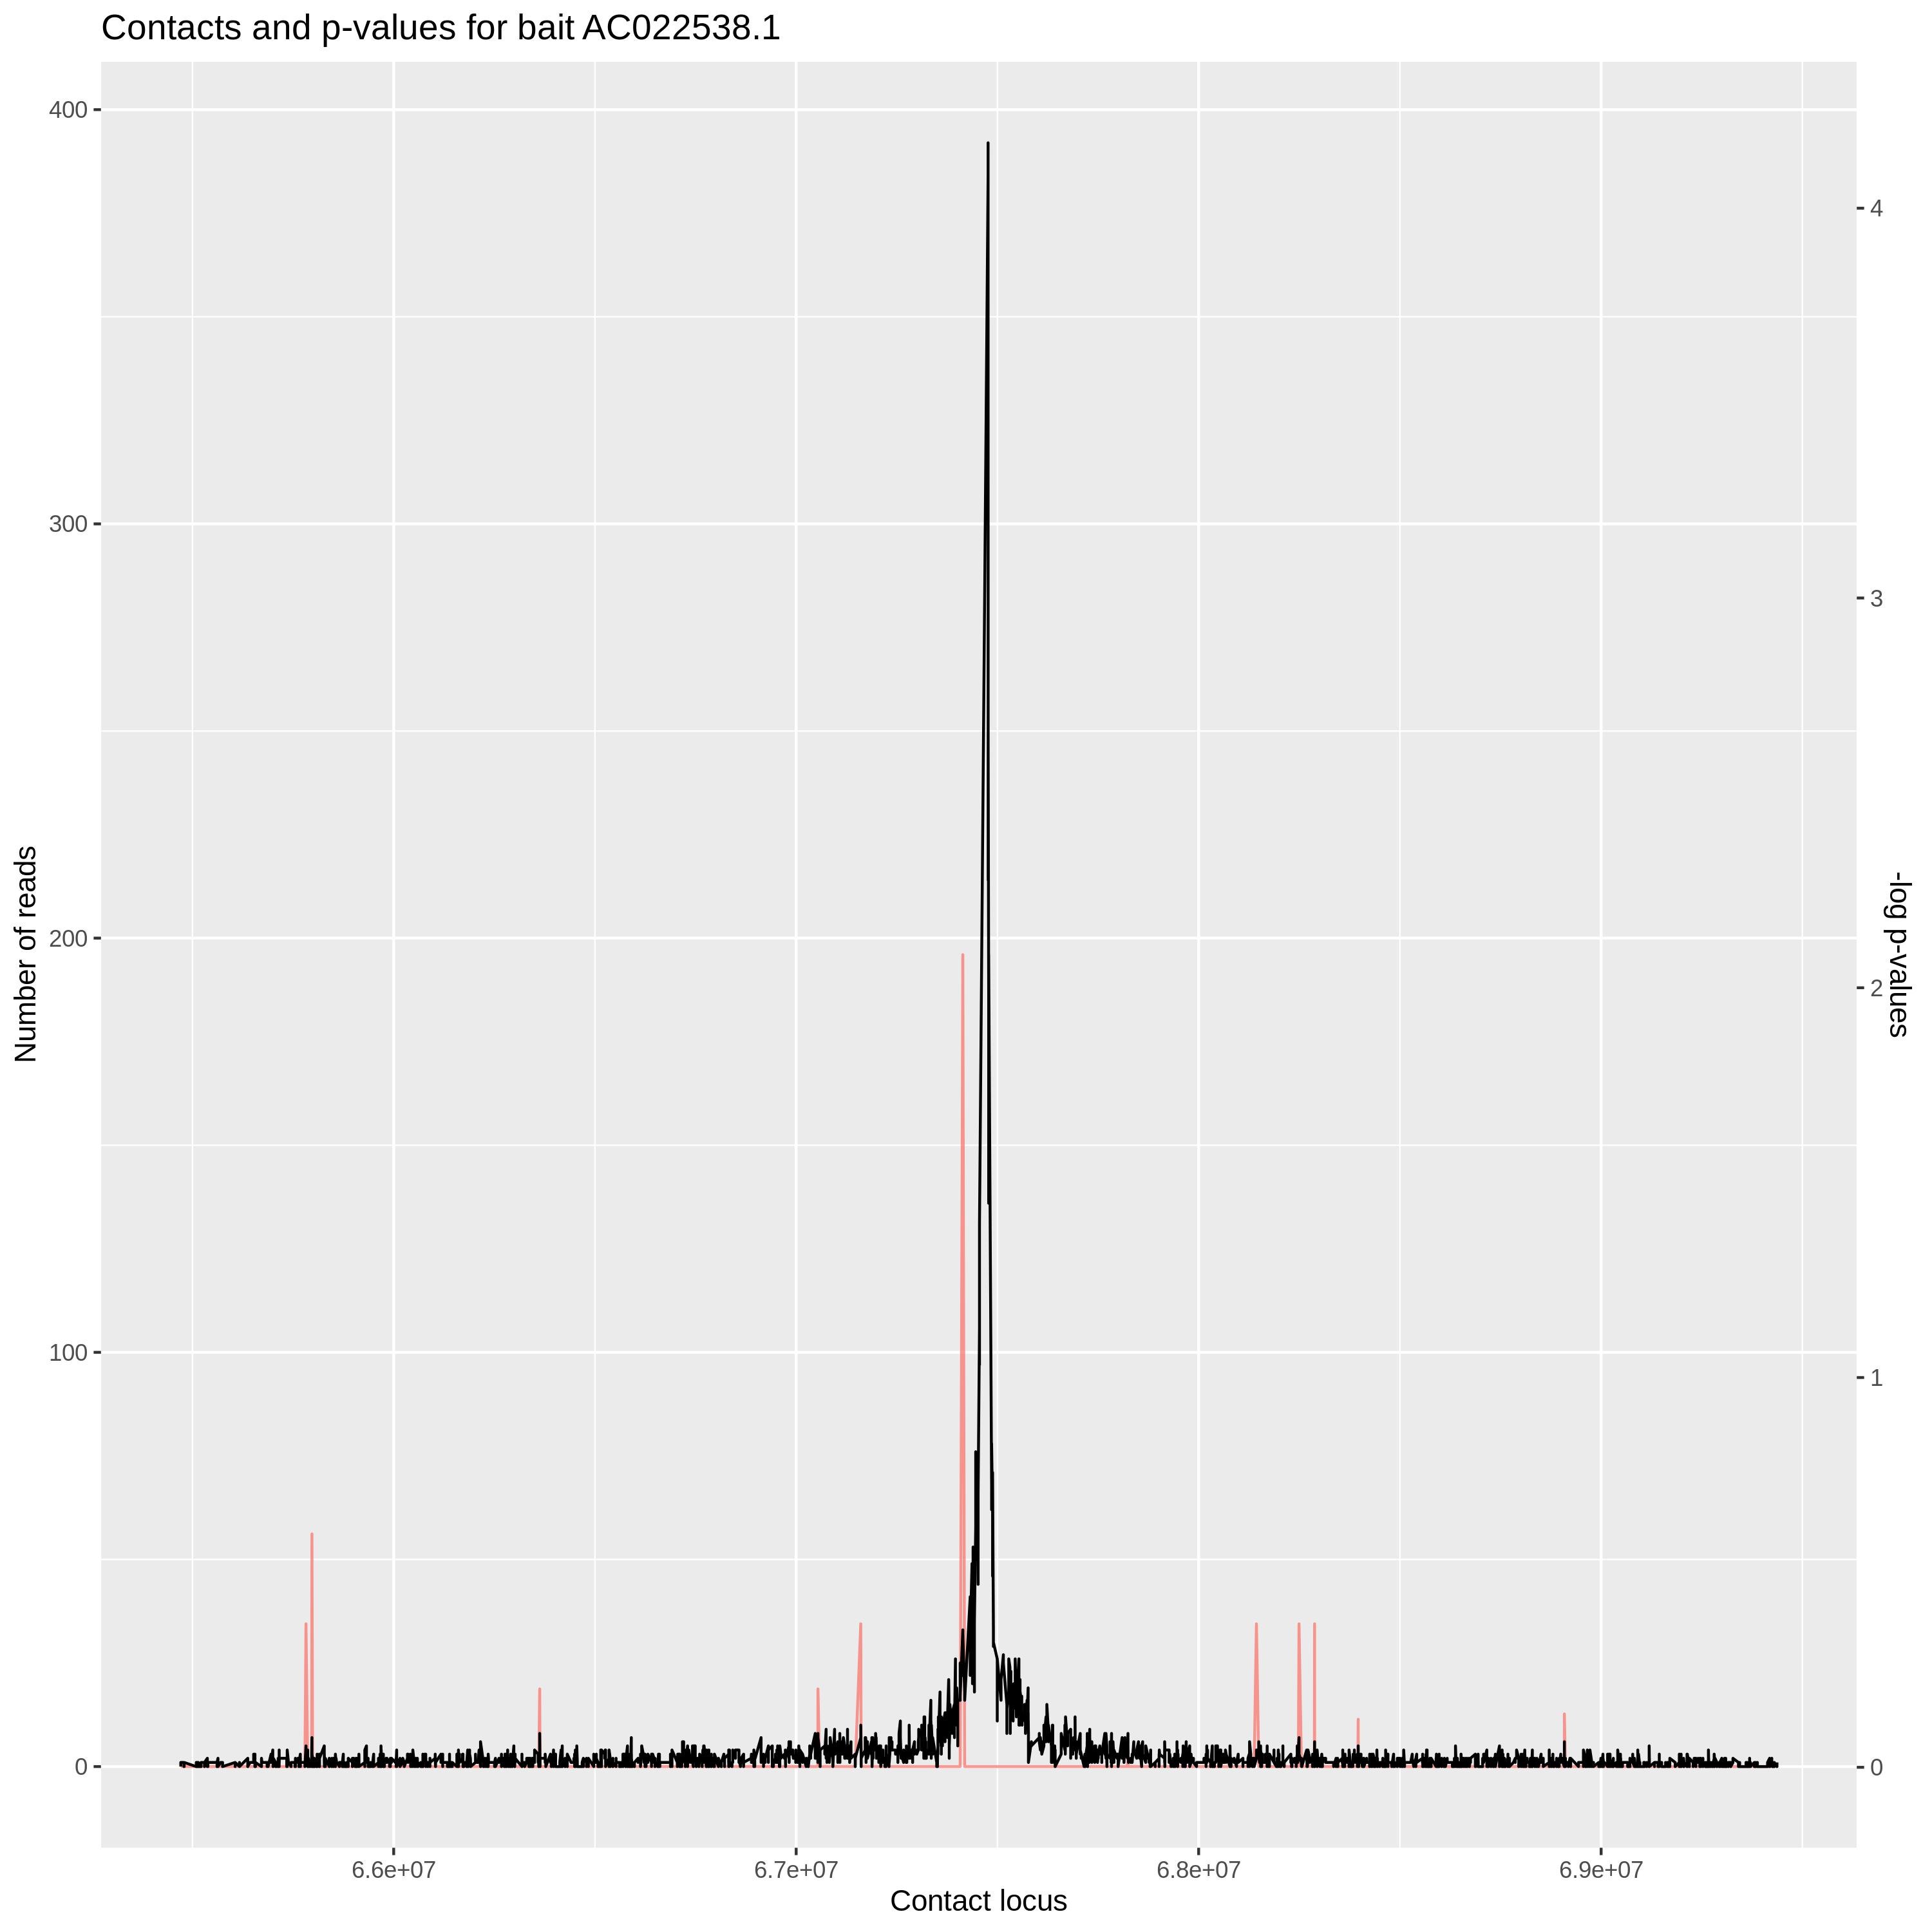 Contacts and p-values for bait AC022538.1
400
300
200
100
0
Number of reads
4
3
2
1
0
-log p-values
6.6e+07
6.7e+07
6.8e+07
6.9e+07
Contact locus